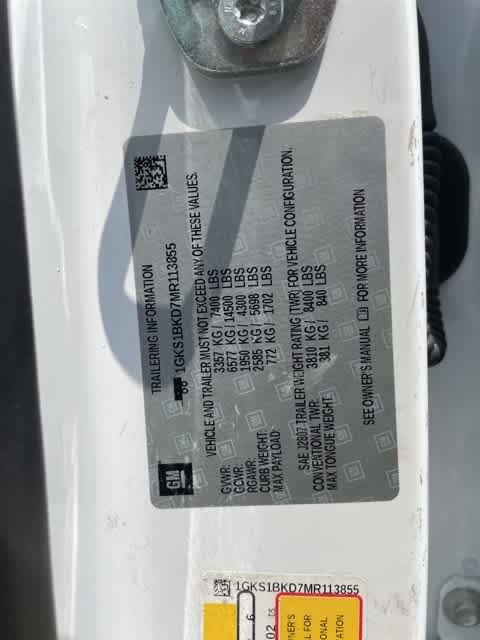 TRAILERING INFORMATION
1GKS1BKD7MR113855
GM
VEHICLE AND TRAILER MUST NOT EXCEED ANY OF THESE VALUES.
GVWR: 3357 KG / 7400 LBS
GCWR: 6577 KG / 14500 LBS
RGAWR: 1950 KG / 4300 LBS
CURB WEIGHT: 2585 KG / 5698 LBS
MAX PAYLOAD: 772 KG / 1702 LBS
SAE J2807 TRAILER WEIGHT RATING (TWR) FOR VEHICLE CONFIGURATION.
CONVENTIONAL TWR: 3810 KG / 8400 LBS
MAX TONGUE WEIGHT: 381 KG / 840 LBS
SEE OWNER'S MANUAL FOR MORE INFORMATION
1GKS1BKD7MR113855
6
02